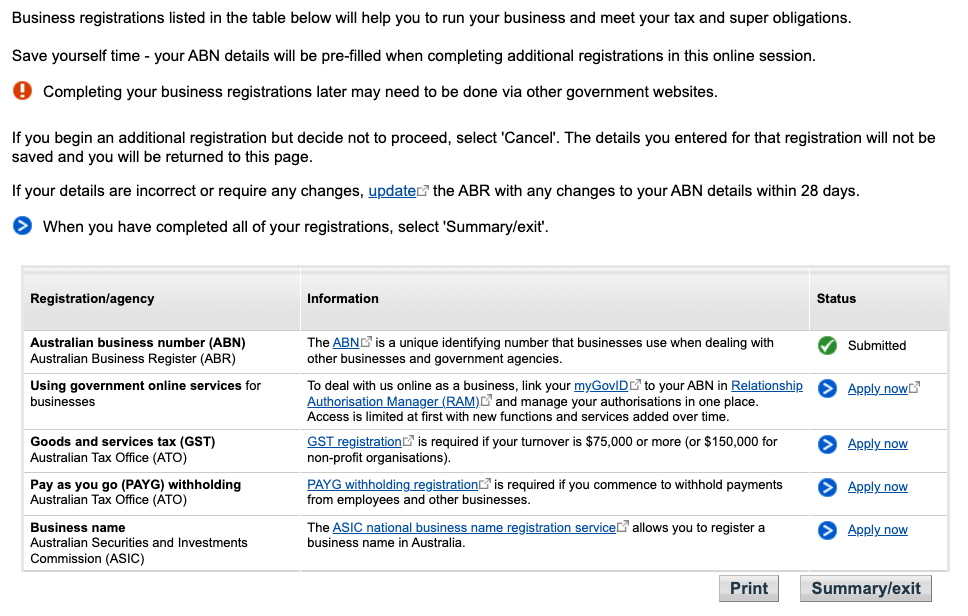 Business registrations listed in the table below will help you to run your business and meet your tax and super obligations.
Save yourself time - your ABN details will be pre-filled when completing additional registrations in this online session.
Completing your business registrations later may need to be done via other government websites.
If you begin an additional registration but decide not to proceed, select 'Cancel'. The details you entered for that registration will not be
saved and you will be returned to this page.
If your details are incorrect or require any changes, update the ABR with any changes to your ABN details within 28 days.
When you have completed all of your registrations, select 'Summary/exit'.
Registration/agency Information Status
Australian business number (ABN)
Australian Business Register (ABR)
The ABN is a unique identifying number that businesses use when dealing with
other businesses and government agencies.
Submitted
Using government online services for
businesses
To deal with us online as a business, link your myGovID to your ABN in Relationship
Authorisation Manager (RAM) and manage your authorisations in one place.
Access is limited at first with new functions and services added over time.
Apply now
Goods and services tax (GST)
Australian Tax Office (ATO)
GST registration is required if your turnover is $75,000 or more (or $150,000 for
non-profit organisations).
Apply now
Pay as you go (PAYG) withholding
Australian Tax Office (ATO)
PAYG withholding registration is required if you commence to withhold payments
from employees and other businesses.
Apply now
Business name
Australian Securities and Investments
Commission (ASIC)
The ASIC national business name registration service allows you to register a
business name in Australia.
Apply now
Print Summary/exit